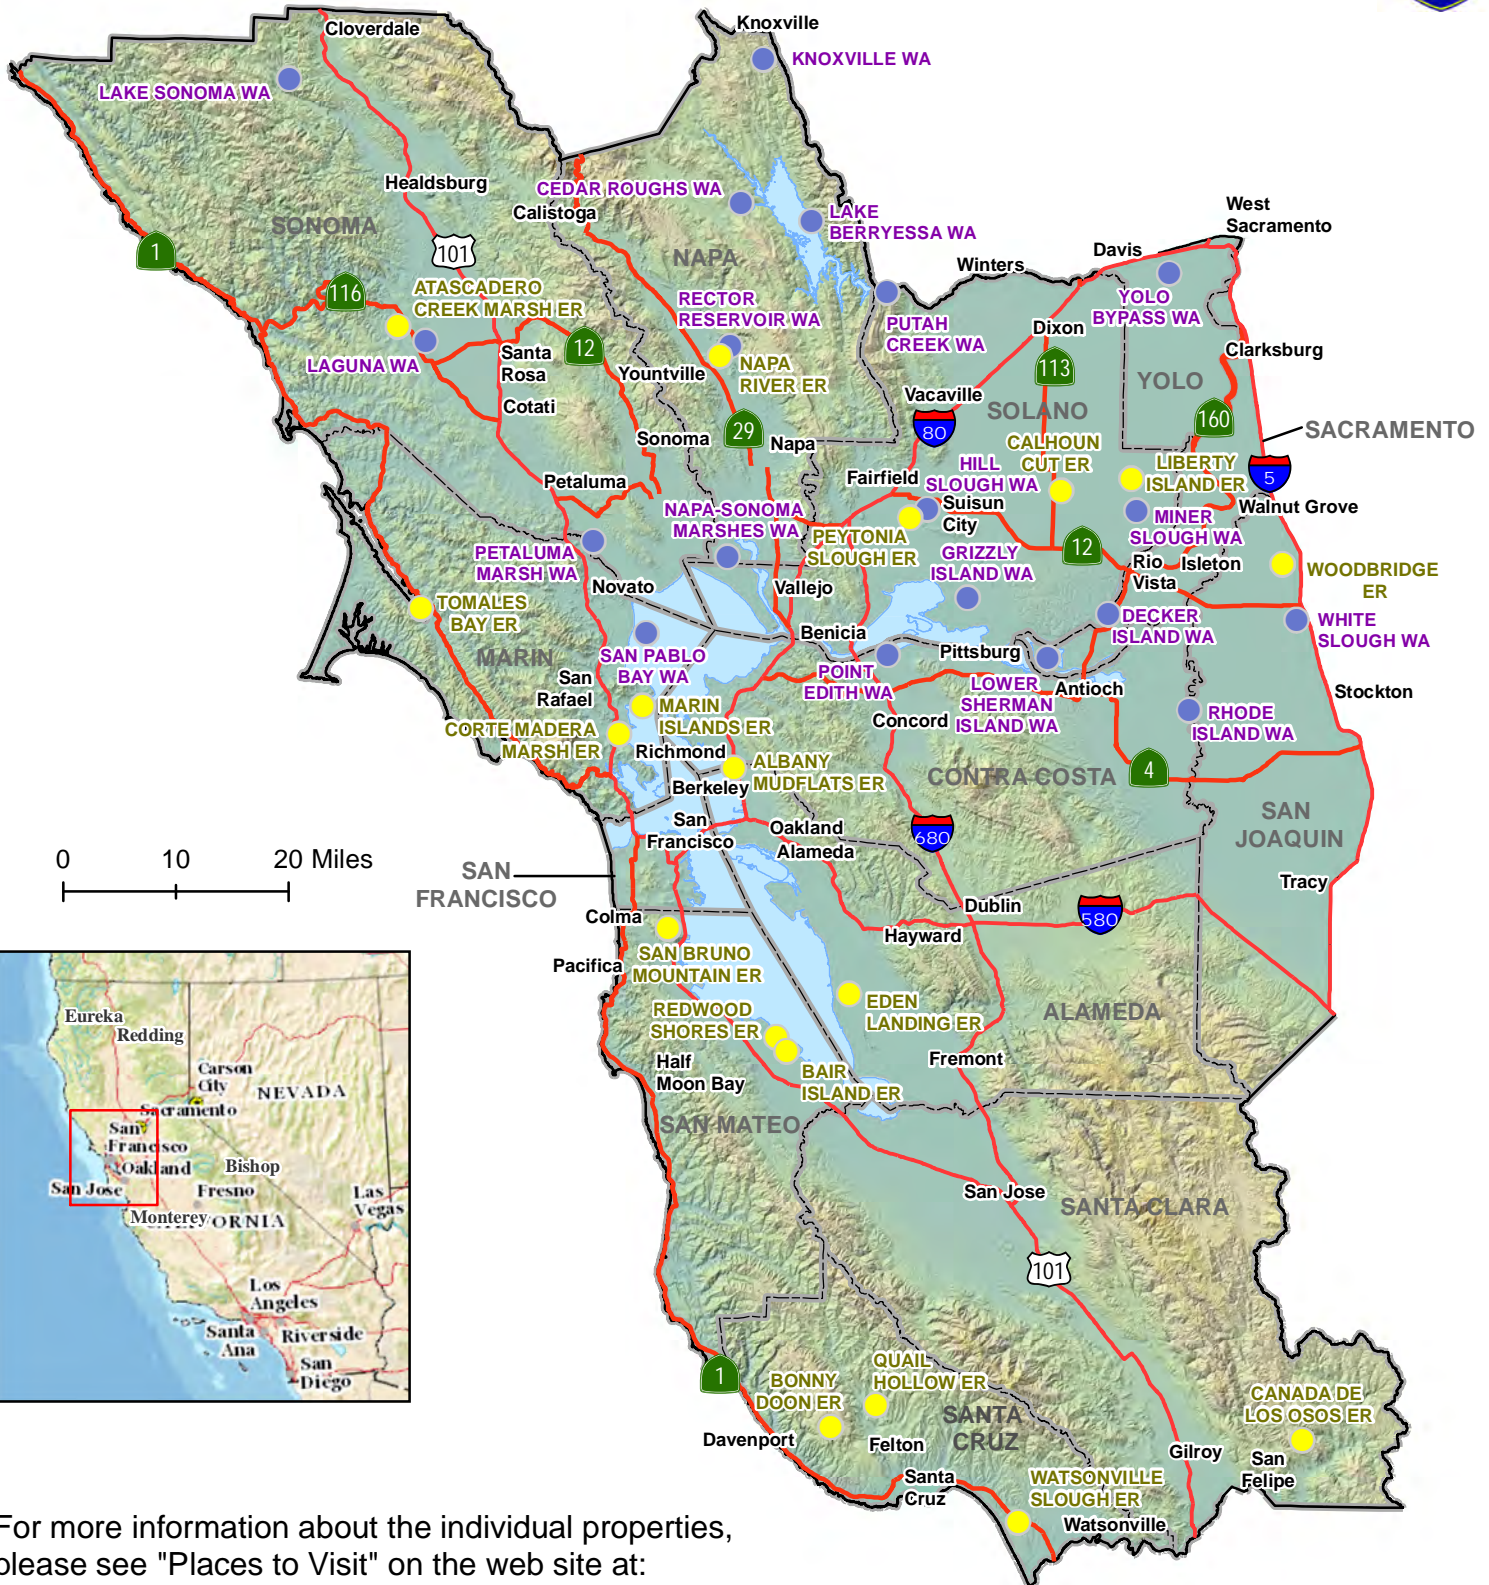 Knoxville
Cloverdale
KNOXVILLE WA
LAKE SONOMA WA
Healdsburg
CEDAR ROUGHS WA
Calistoga
LAKE
BERRYESSA WA
SONOMA
NAPA
1
101
116
ATASCADERO
CREEK MARSH ER
RECTOR
RESERVOIR WA
LAGUNA WA
Santa
Rosa
12
Yountville
NAPA
RIVER ER
Cotati
Sonoma
29
Napa
Petaluma
West
Sacramento
Davis
Winters
YOLO
BYPASS WA
PUTAH
CREEK WA
Dixon
113
Clarksburg
YOLO
Vacaville
SOLANO
80
160
SACRAMENTO
CALHOUN
CUT ER
HILL
SLOUGH WA
LIBERTY
ISLAND ER
5
Fairfield
Suisun
City
Walnut Grove
MINER
SLOUGH WA
NAPA-SONOMA
MARSHES WA
PEYTONIA
SLOUGH ER
GRIZZLY
ISLAND WA
12
Rio
Vista
Isleton
WOODBRIDGE
ER
PETALUMA
MARSH WA
Novato
Vallejo
TOMALES
BAY ER
DECKER
ISLAND WA
WHITE
SLOUGH WA
Benicia
MARIN
SAN PABLO
BAY WA
POINT
EDITH WA
Pittsburg
LOWER
SHERMAN
ISLAND WA
Antioch
Stockton
San
Rafael
MARIN
ISLANDS ER
Concord
RHODE
ISLAND WA
CORTE MADERA
MARSH ER
Richmond
ALBANY
MUDFLATS ER
CONTRA COSTA
4
Berkeley
San
Francisco
Oakland
Alameda
680
SAN
JOAQUIN
0 10 20 Miles
SAN
FRANCISCO
Tracy
Dublin
580
Colma
Hayward
Pacifica
SAN BRUNO
MOUNTAIN ER
REDWOOD
SHORES ER
EDEN
LANDING ER
ALAMEDA
Half
Moon Bay
BAIR
ISLAND ER
Fremont
SAN MATEO
San Jose
SANTA CLARA
101
1
BONNY
DOON ER
QUAIL
HOLLOW ER
SANTA
CRUZ
CANADA DE
LOS OSOS ER
Davenport
Felton
Gilroy
San
Felipe
Santa
Cruz
WATSONVILLE
SLOUGH ER
Watsonville
Eureka
Redding
Carson
City
NEVADA
Sacramento
San
Francisco
Oakland
Bishop
San Jose
Fresno
Las
Vegas
Monterey
ORNIA
Los
Angeles
Santa
Ana
Riverside
San
Diego
For more information about the individual properties,
please see "Places to Visit" on the web site at: